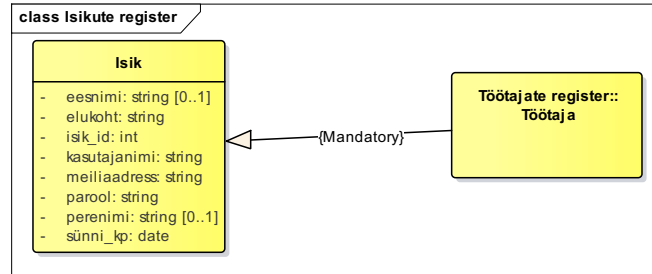 class Isikute register
Isik
- eesnimi: string [0..1]
- elukoht: string
- isik_id: int
- kasutajanimi: string
- meiliaadress: string
- parool: string
- perenimi: string [0..1]
- sünni_kp: date
{Mandatory}
Töötajate register::
Töötaja